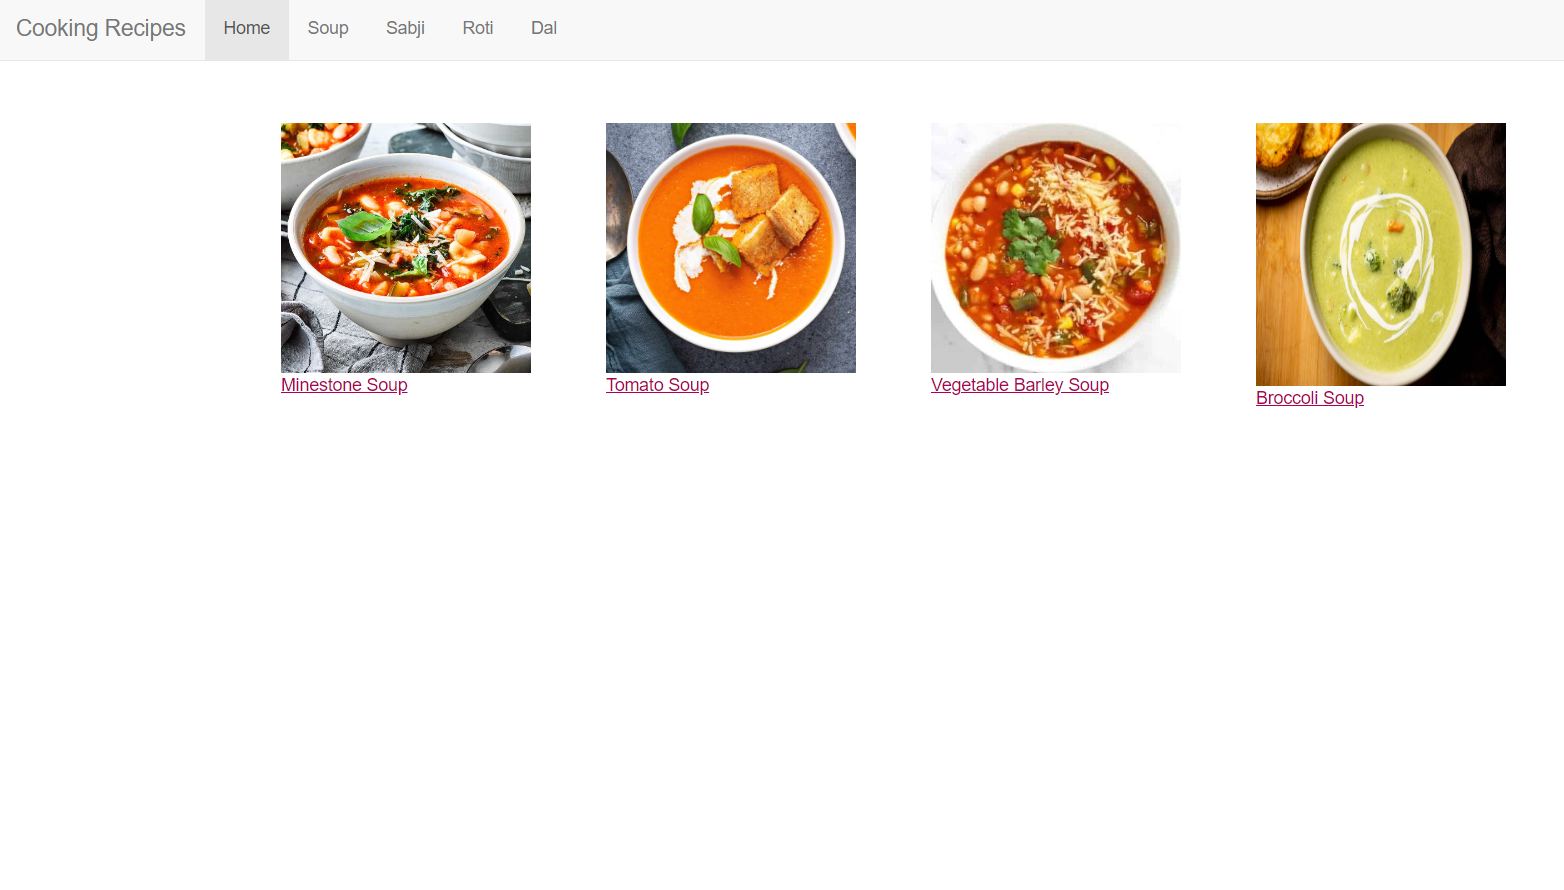 Cooking Recipes Home Soup Sabji Roti Dal
Minestone Soup
Tomato Soup
Vegetable Barley Soup
Broccoli Soup